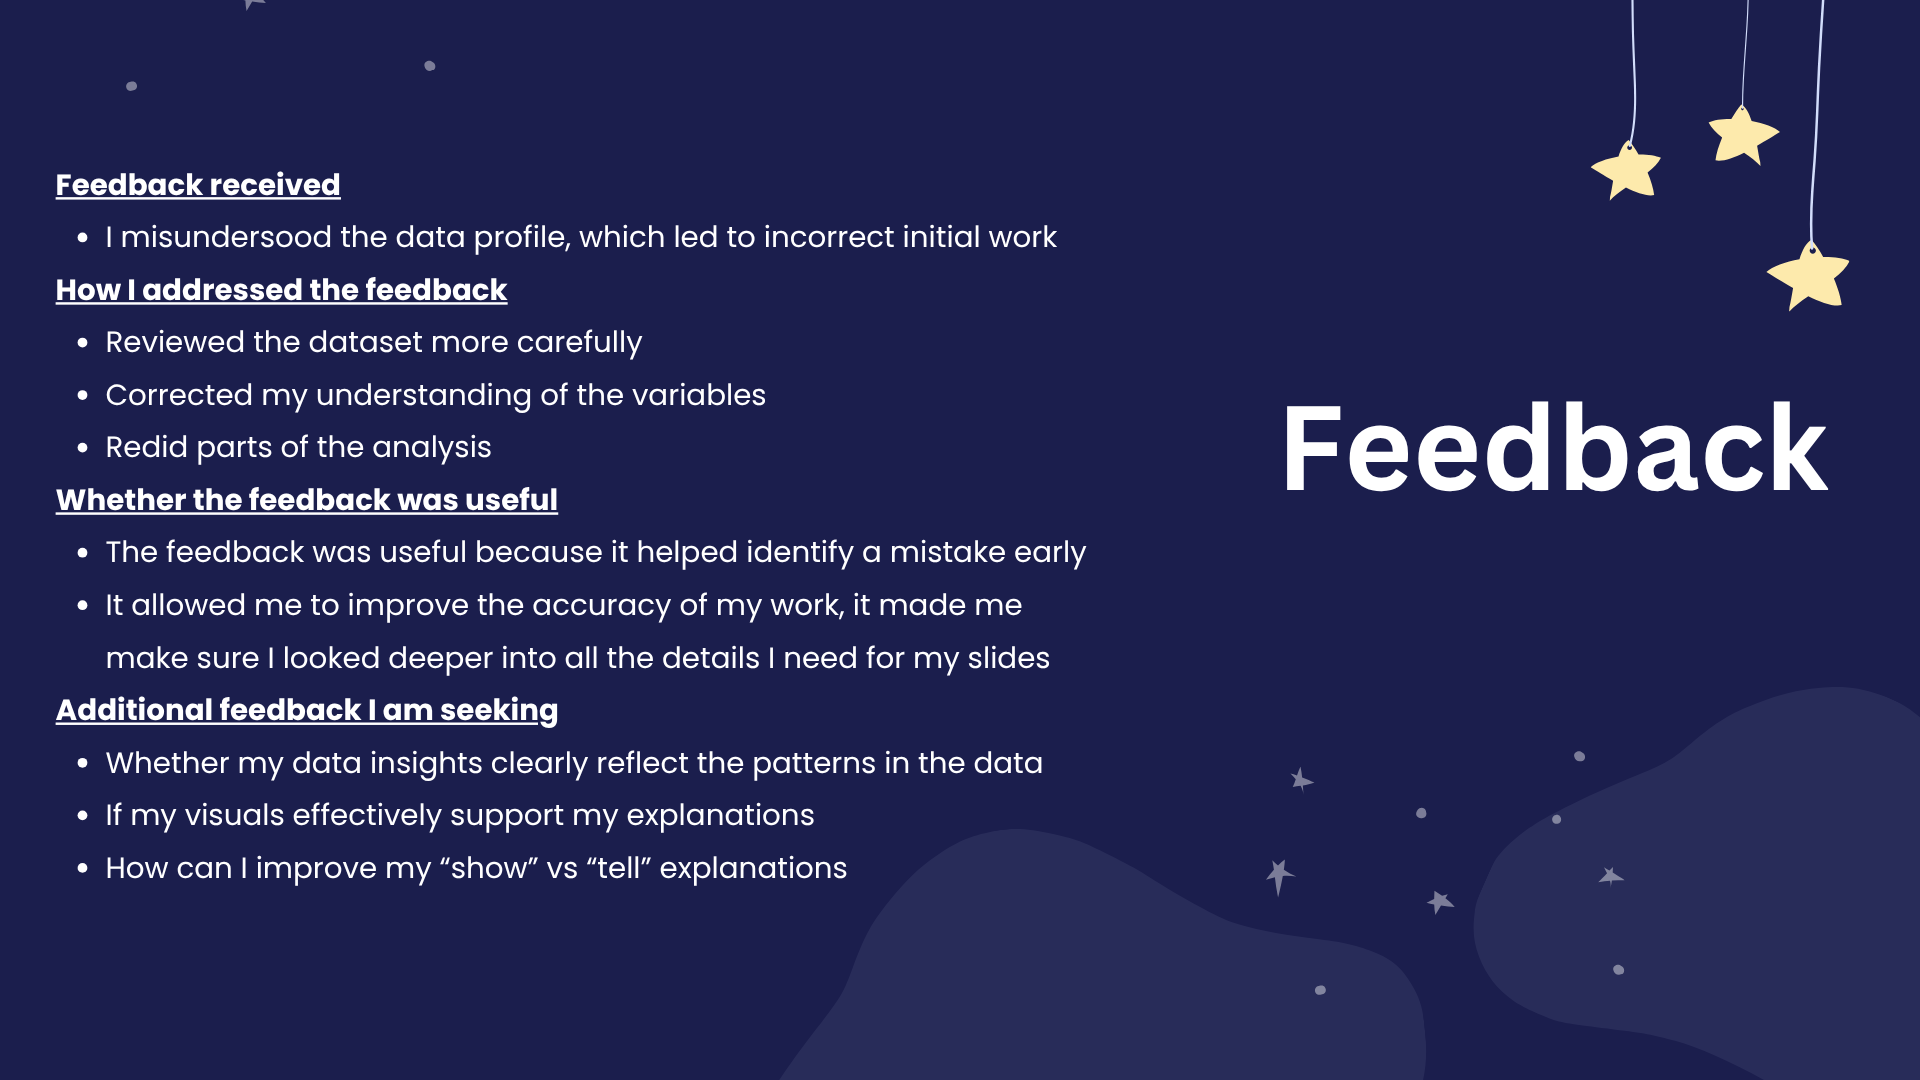 Feedback received
• I misundersood the data profile, which led to incorrect initial work
How I addressed the feedback
• Reviewed the dataset more carefully
• Corrected my understanding of the variables
• Redid parts of the analysis
Whether the feedback was useful
• The feedback was useful because it helped identify a mistake early
• It allowed me to improve the accuracy of my work, it made me
make sure I looked deeper into all the details I need for my slides
Additional feedback I am seeking
• Whether my data insights clearly reflect the patterns in the data
• If my visuals effectively support my explanations
• How can I improve my “show” vs “tell” explanations
Feedback